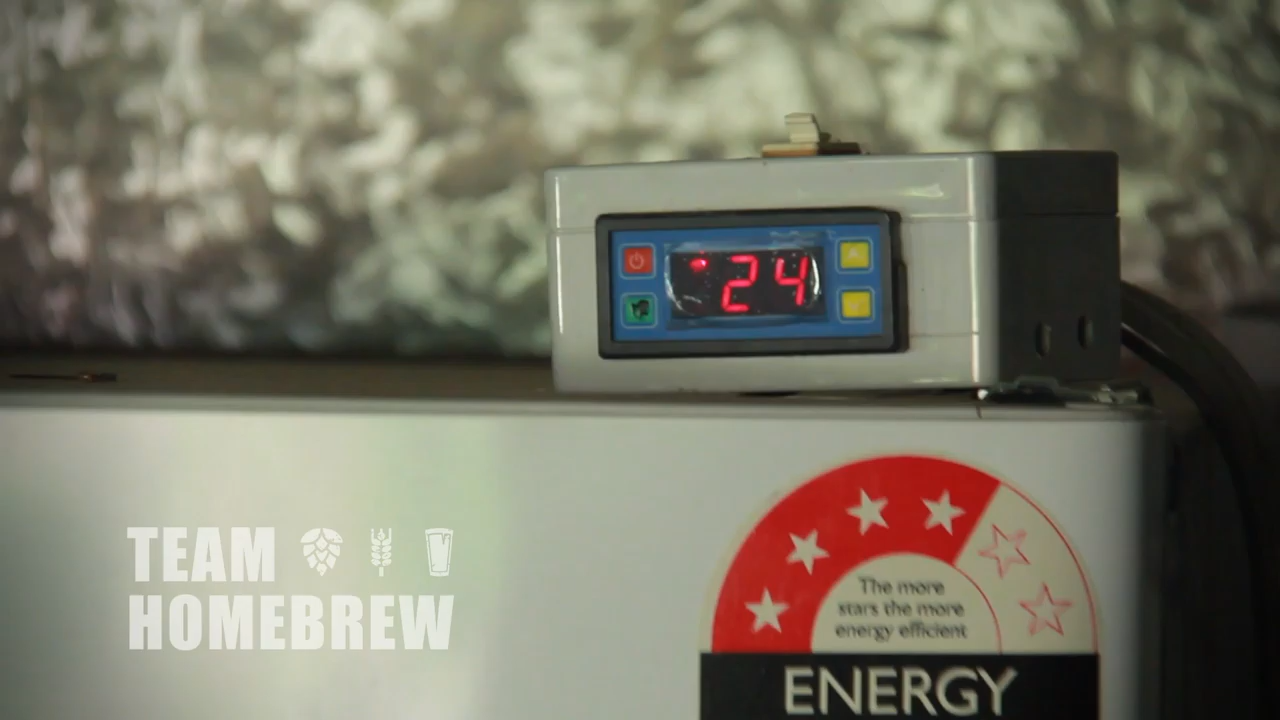 24
TEAM
HOMEBREW
The more
stars the more
energy efficient
ENERGY